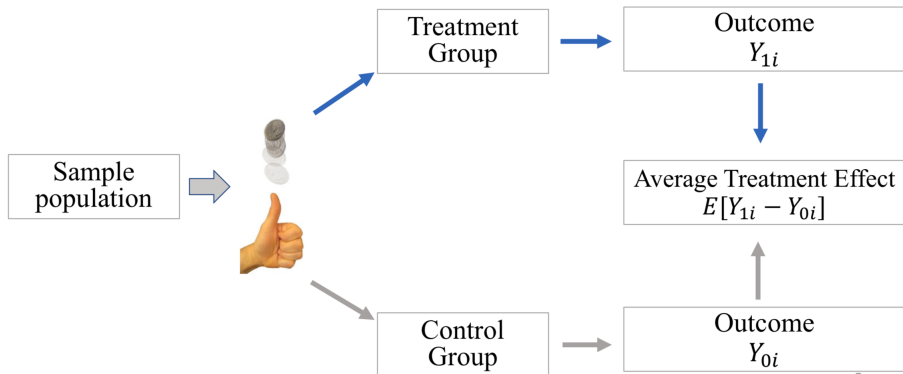 Treatment
Group
Outcome
Y₁ᵢ
Sample
population
Average Treatment Effect
E[Y₁ᵢ − Y₀ᵢ]
Control
Group
Outcome
Y₀ᵢ